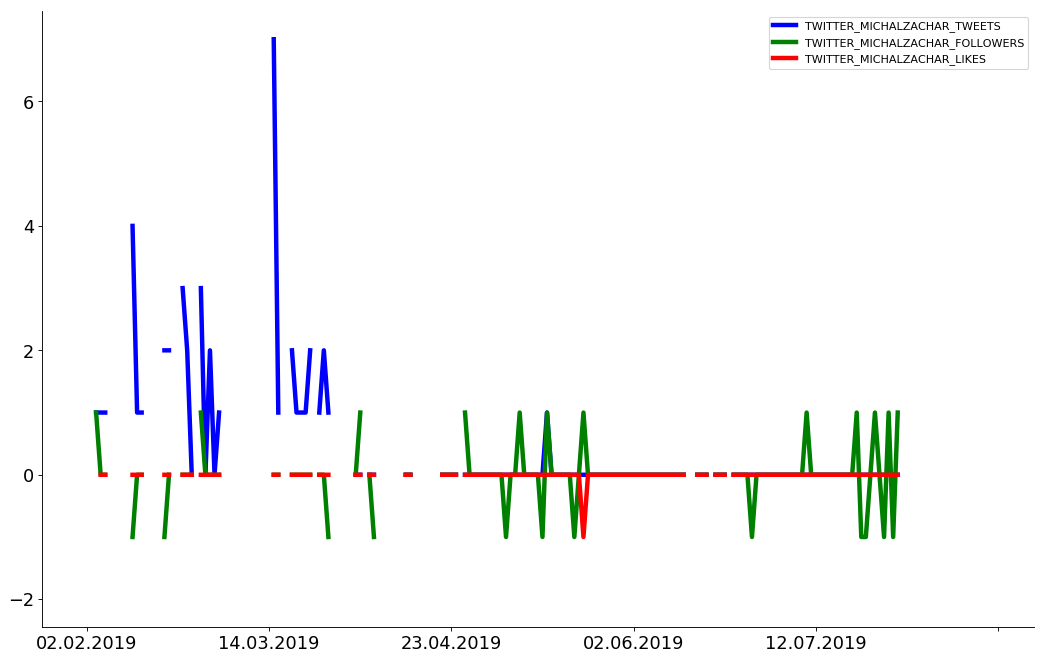 TWITTER_MICHALZACHAR_TWEETS
TWITTER_MICHALZACHAR_FOLLOWERS
TWITTER_MICHALZACHAR_LIKES
6
4
2
0
−2
02.02.2019 14.03.2019 23.04.2019 02.06.2019 12.07.2019